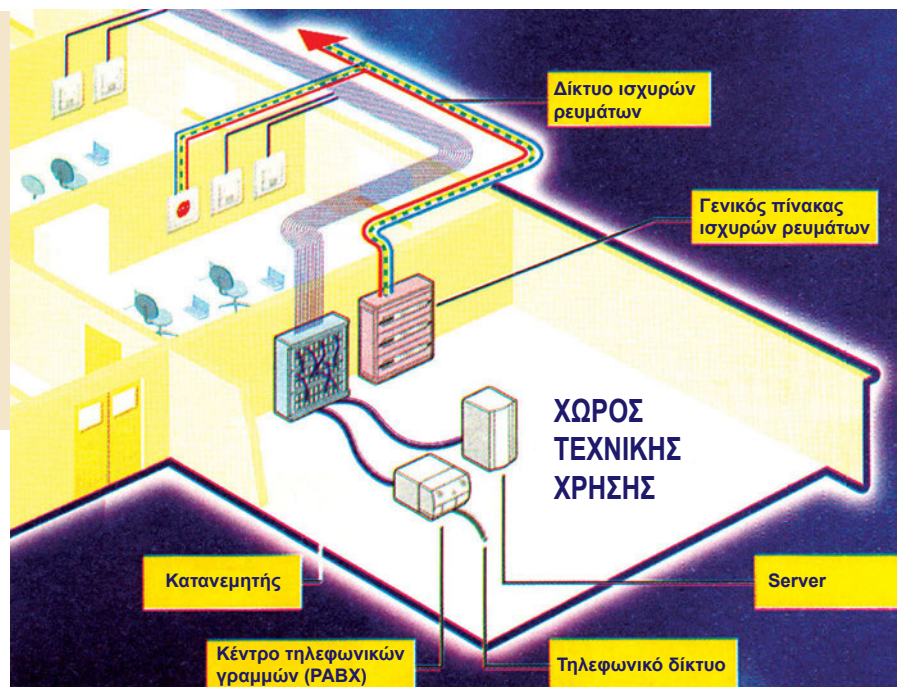 Δίκτυο ισχυρών
ρευμάτων
Γενικός πίνακας
ισχυρών ρευμάτων
ΧΩΡΟΣ
ΤΕΧΝΙΚΗΣ
ΧΡΗΣΗΣ
Κατανεμητής
Server
Κέντρο τηλεφωνικών
γραμμών (PABX)
Τηλεφωνικό δίκτυο